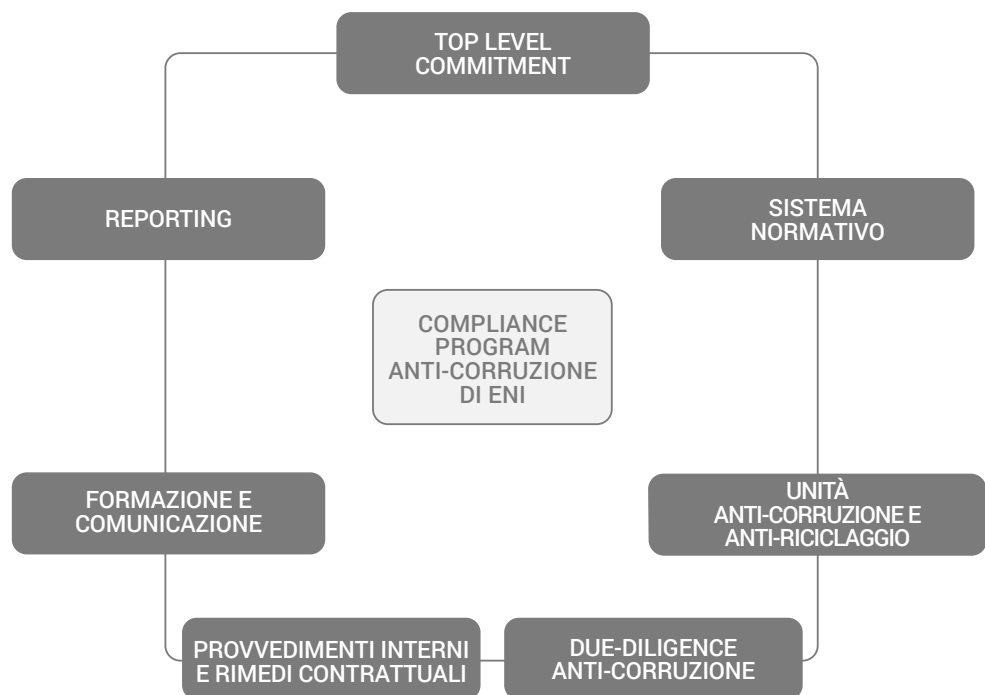 TOP LEVEL
COMMITMENT
REPORTING
SISTEMA
NORMATIVO
COMPLIANCE
PROGRAM
ANTI-CORRUZIONE
DI ENI
FORMAZIONE E
COMUNICAZIONE
UNITÀ
ANTI-CORRUZIONE E
ANTI-RICICLAGGIO
PROVVEDIMENTI INTERNI
E RIMEDI CONTRATTUALI
DUE-DILIGENCE
ANTI-CORRUZIONE